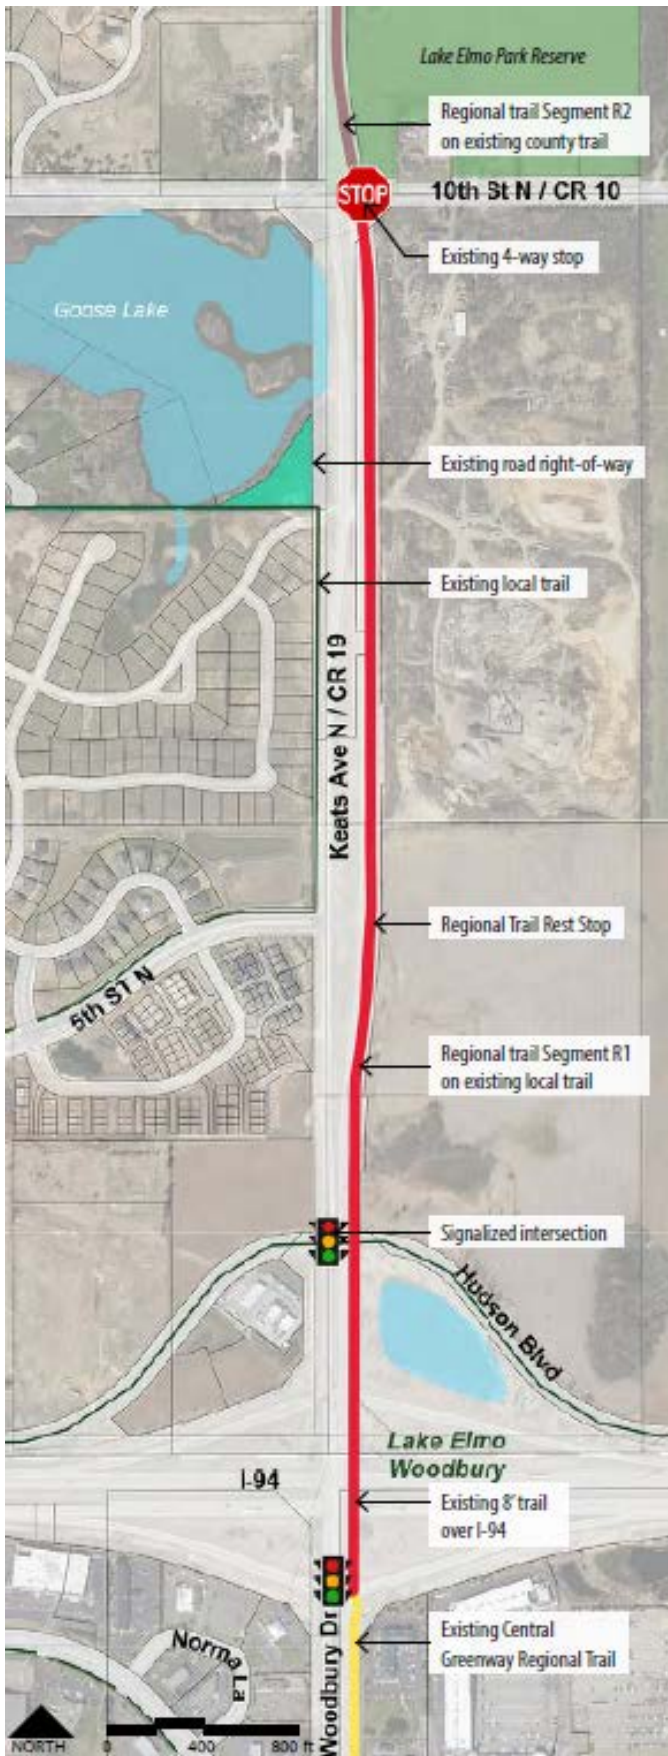 Lake Elmo Park Reserve
Regional trail Segment R2
on existing county trail
STOP
10th St N / CR 10
Existing 4-way stop
Goose Lake
Existing road right-of-way
Existing local trail
Keats Ave N / CR 19
Regional Trail Rest Stop
5th ST N
Regional trail Segment R1
on existing local trail
Signalized intersection
Hudson Blvd
Lake Elmo
Woodbury
I-94
Existing 8' trail
over I-94
Existing Central
Greenway Regional Trail
Norma La
Woodbury Dr
NORTH
0 400 800 ft